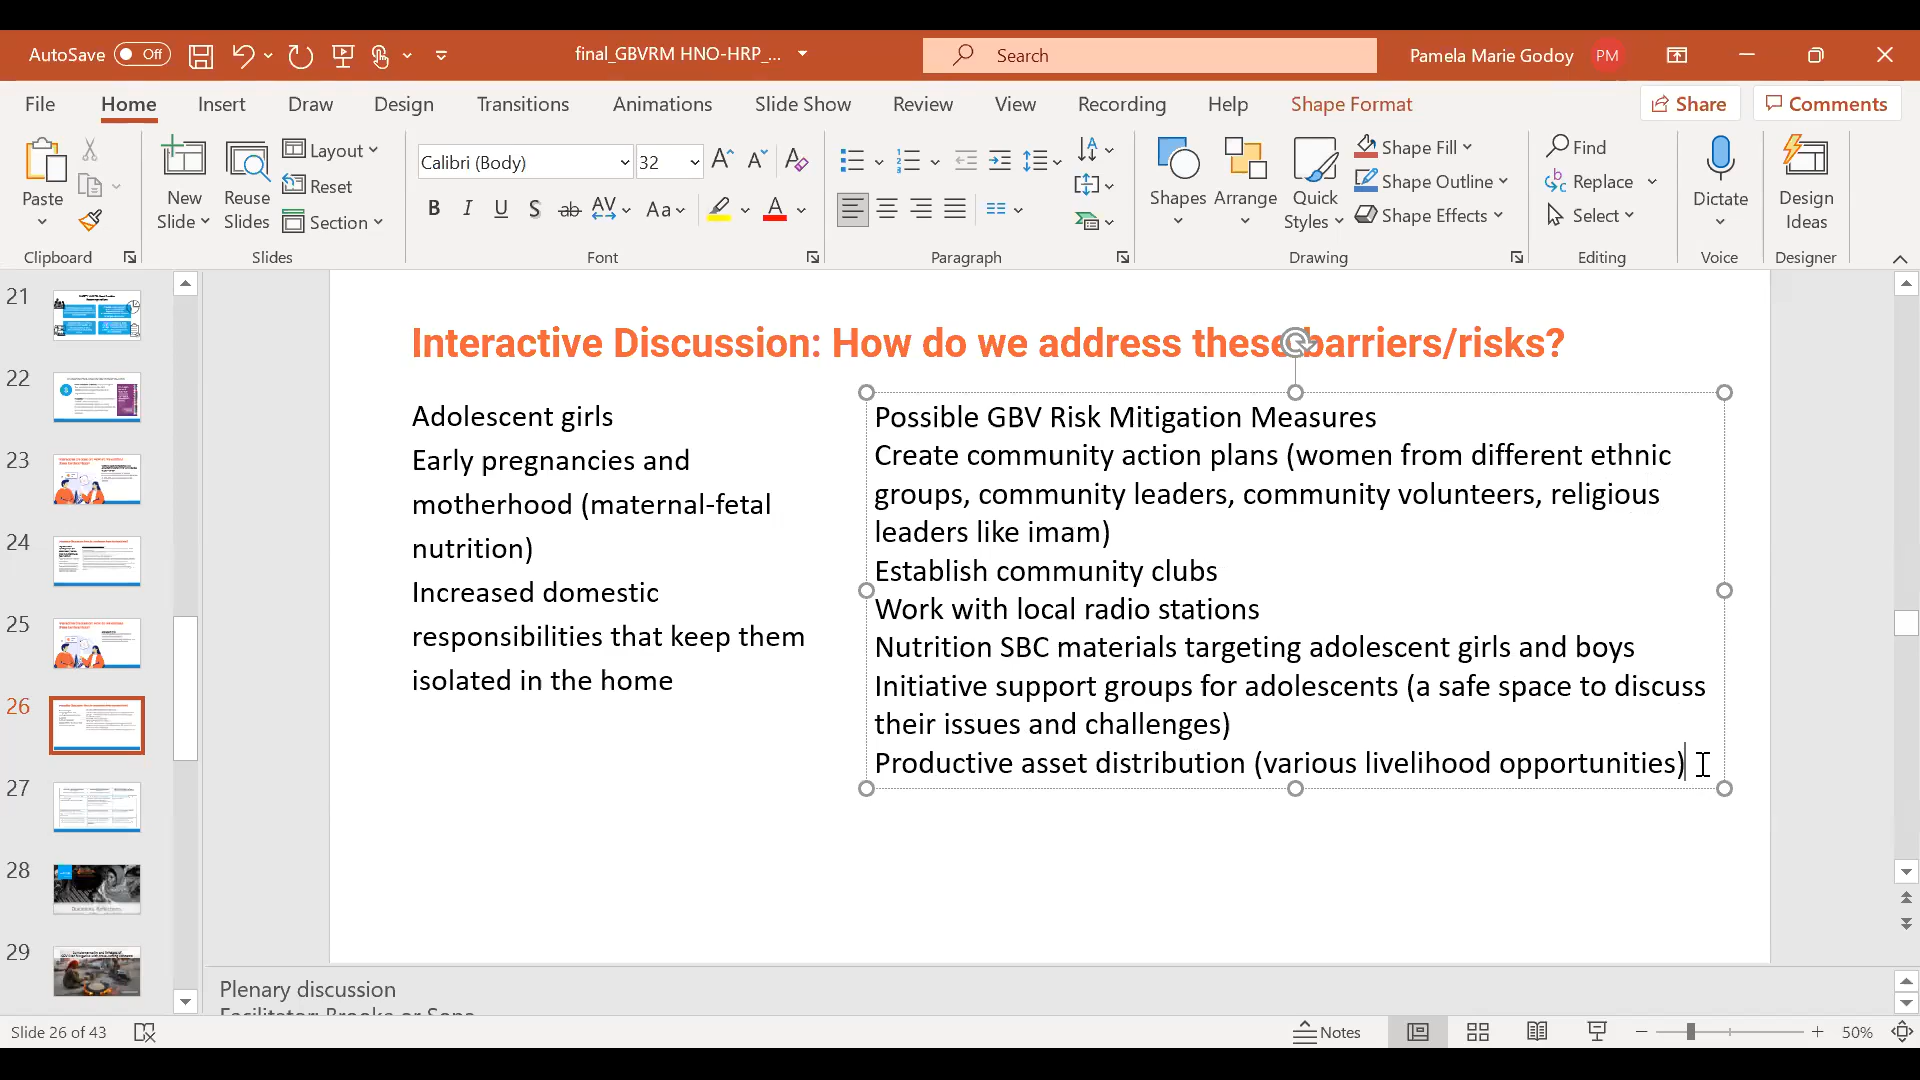 AutoSave Off final_GBVRM HNO-HRP_... Search Pamela Marie Godoy PM
File Home Insert Draw Design Transitions Animations Slide Show Review View Recording Help Shape Format Share Comments
Paste
Clipboard
New Slide
Reuse Slides
Layout
Reset
Section
Slides
Calibri (Body) 32
B I U S ab AV Aa A
Font
Paragraph
Shapes
Arrange
Quick Styles
Shape Fill
Shape Outline
Shape Effects
Drawing
Find
Replace
Select
Editing
Dictate
Voice
Design Ideas
Designer
21
22
23
24
25
26
27
28
29
Interactive Discussion: How do we address these barriers/risks?
Adolescent girls
Early pregnancies and
motherhood (maternal-fetal
nutrition)
Increased domestic
responsibilities that keep them
isolated in the home
Possible GBV Risk Mitigation Measures
Create community action plans (women from different ethnic
groups, community leaders, community volunteers, religious
leaders like imam)
Establish community clubs
Work with local radio stations
Nutrition SBC materials targeting adolescent girls and boys
Initiative support groups for adolescents (a safe space to discuss
their issues and challenges)
Productive asset distribution (various livelihood opportunities)
Plenary discussion
Slide 26 of 43 Notes 50%